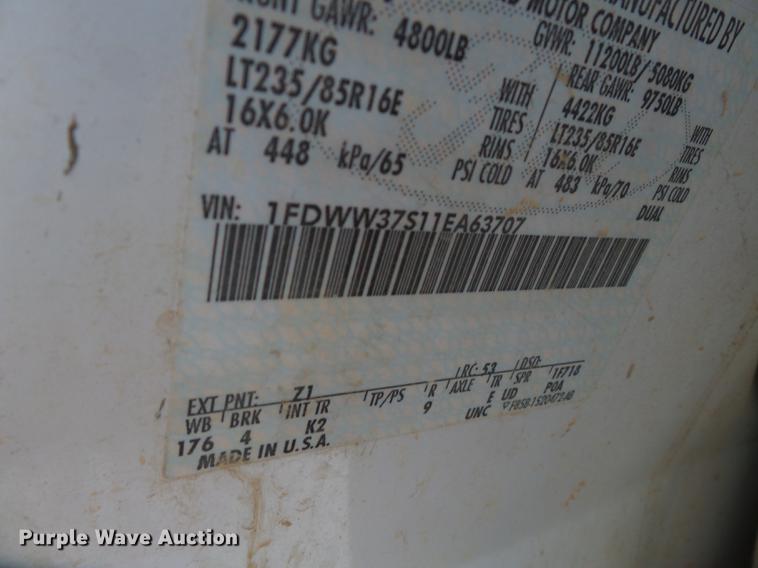 MANUFACTURED BY
MOTOR COMPANY
GAWR: 4800LB
GVWR: 11200LB/ 5080KG
2177KG
REAR GAWR: 9750LB
LT235/85R16E WITH
4422KG WITH
16X6.0K TIRES
LT235/85R16E TIRES
RIMS
16X6.0K RIMS
AT 448 kPa/65 PSI COLD
AT 483 kPa/70 PSI COLD
DUAL
VIN: 1FDWW37S11EA63707
EXT PNT: Z1 RC: 53 DSO: 1F718
WB BRK INT TR TP/PS R AXLE TR SPR
176 4 K2 9 E UD POA
UNC
MADE IN U.S.A.
Purple Wave Auction